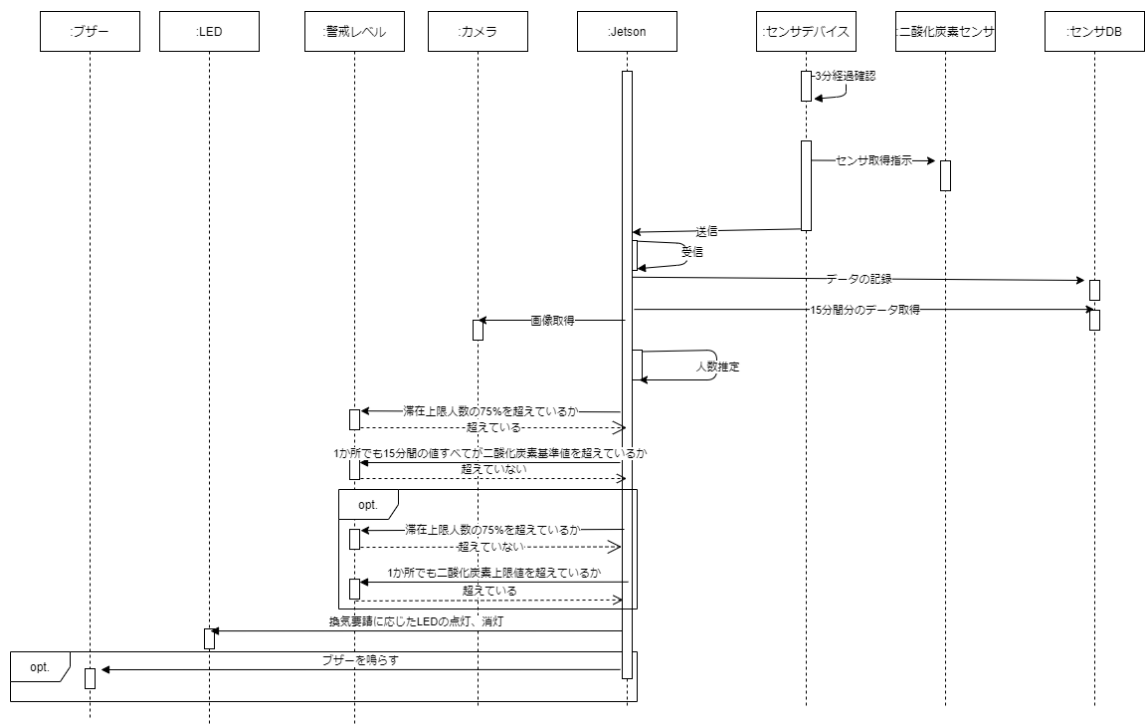 :ブザー
:LED
:警戒レベル
:カメラ
:Jetson
:センサデバイス
:二酸化炭素センサ
:センサDB
3分経過確認
センサ取得指示
送信
受信
データの記録
15分間分のデータ取得
画像取得
人数推定
滞在上限人数の75%を超えているか
超えている
1か所でも15分間の値すべてが二酸化炭素基準値を超えているか
超えていない
opt.
滞在上限人数の75%を超えているか
超えていない
1か所でも二酸化炭素上限値を超えているか
超えている
換気要請に応じたLEDの点灯、消灯
opt.
ブザーを鳴らす